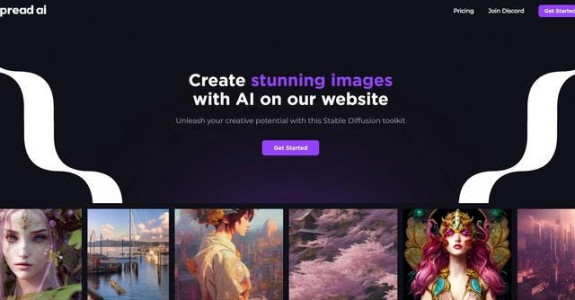 pread ai
Pricing
Join Discord
Get Started
Create stunning images
with AI on our website
Unleash your creative potential with this Stable Diffusion toolkit
Get Started